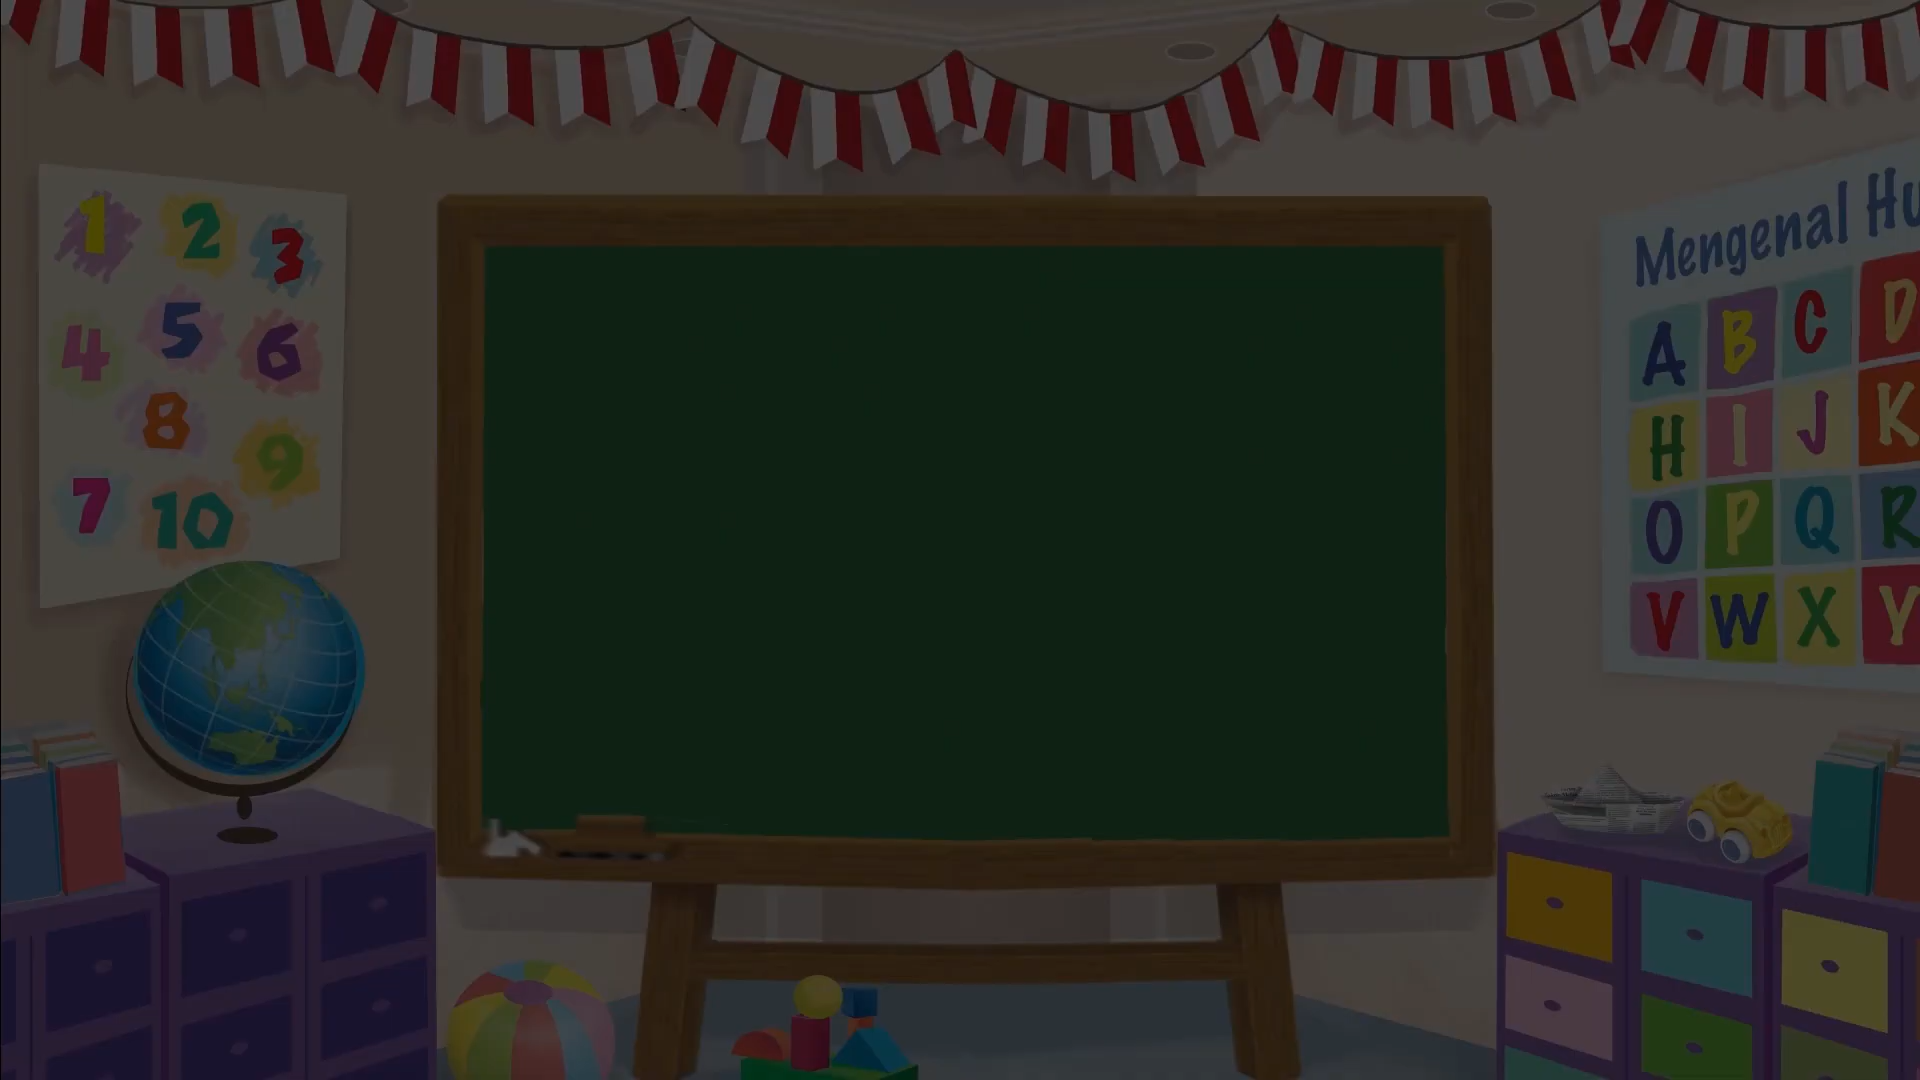 1 2 3
4 5 6
8 9
7 10
Mengenal Hu
A B C D
H I J K
O P Q R
V W X Y